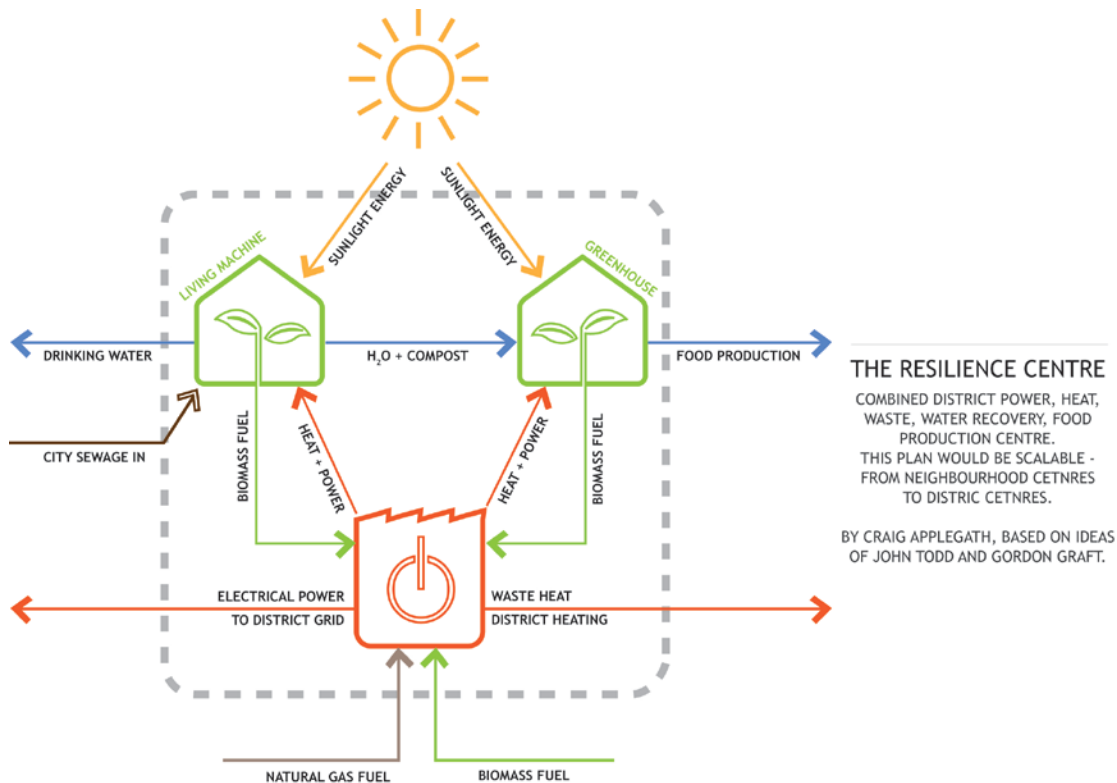 SUNLIGHT ENERGY
SUNLIGHT ENERGY
LIVING MACHINE
GREENHOUSE
DRINKING WATER
H₂O + COMPOST
FOOD PRODUCTION
CITY SEWAGE IN
BIOMASS FUEL
HEAT + POWER
HEAT + POWER
BIOMASS FUEL
ELECTRICAL POWER
TO DISTRICT GRID
WASTE HEAT
DISTRICT HEATING
NATURAL GAS FUEL
BIOMASS FUEL
THE RESILIENCE CENTRE
COMBINED DISTRICT POWER, HEAT,
WASTE, WATER RECOVERY, FOOD
PRODUCTION CENTRE.
THIS PLAN WOULD BE SCALABLE -
FROM NEIGHBOURHOOD CETNRES
TO DISTRIC CETNRES.
BY CRAIG APPLEGATH, BASED ON IDEAS
OF JOHN TODD AND GORDON GRAFT.